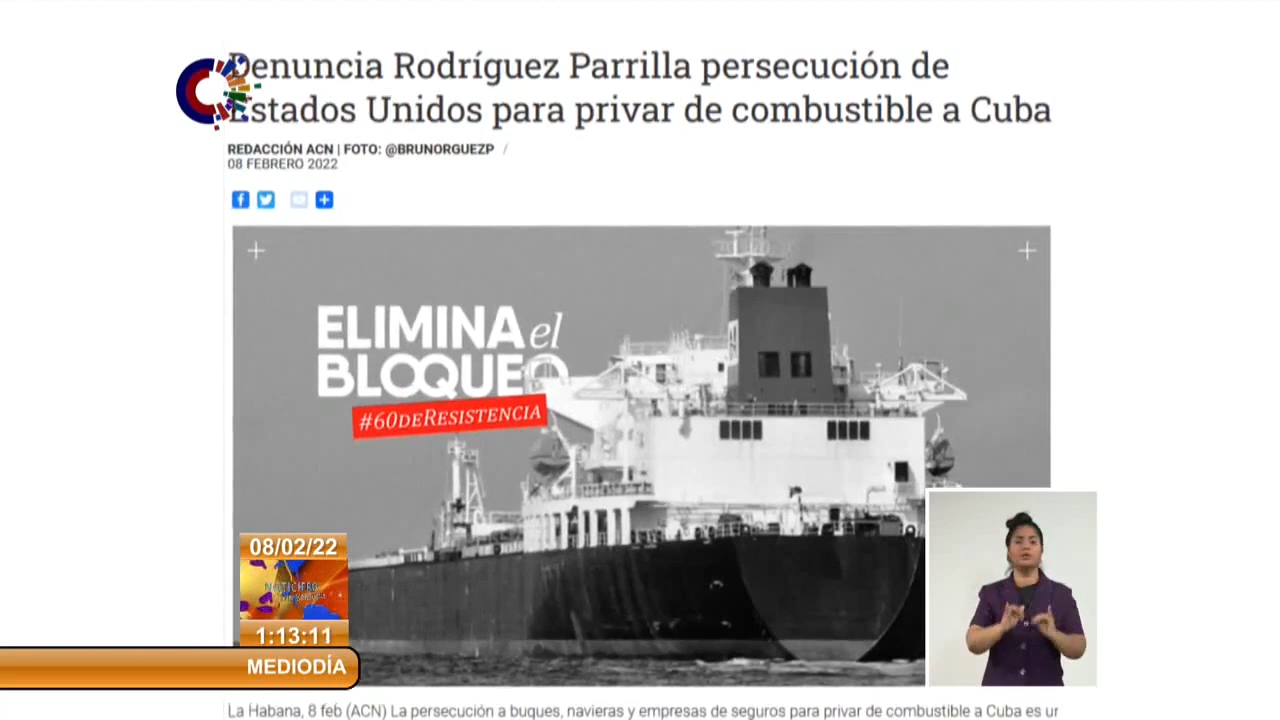 Denuncia Rodríguez Parrilla persecución de
Estados Unidos para privar de combustible a Cuba
REDACCIÓN ACN | FOTO: @BRUNORGUEZP /
08 FEBRERO 2022
ELIMINA el
BLOQUEO
#60DERESISTENCIA
08/02/22
NOTICIERO
1:13:11
MEDIODÍA
La Habana, 8 feb (ACN) La persecución a buques, navieras y empresas de seguros para privar de combustible a Cuba es un